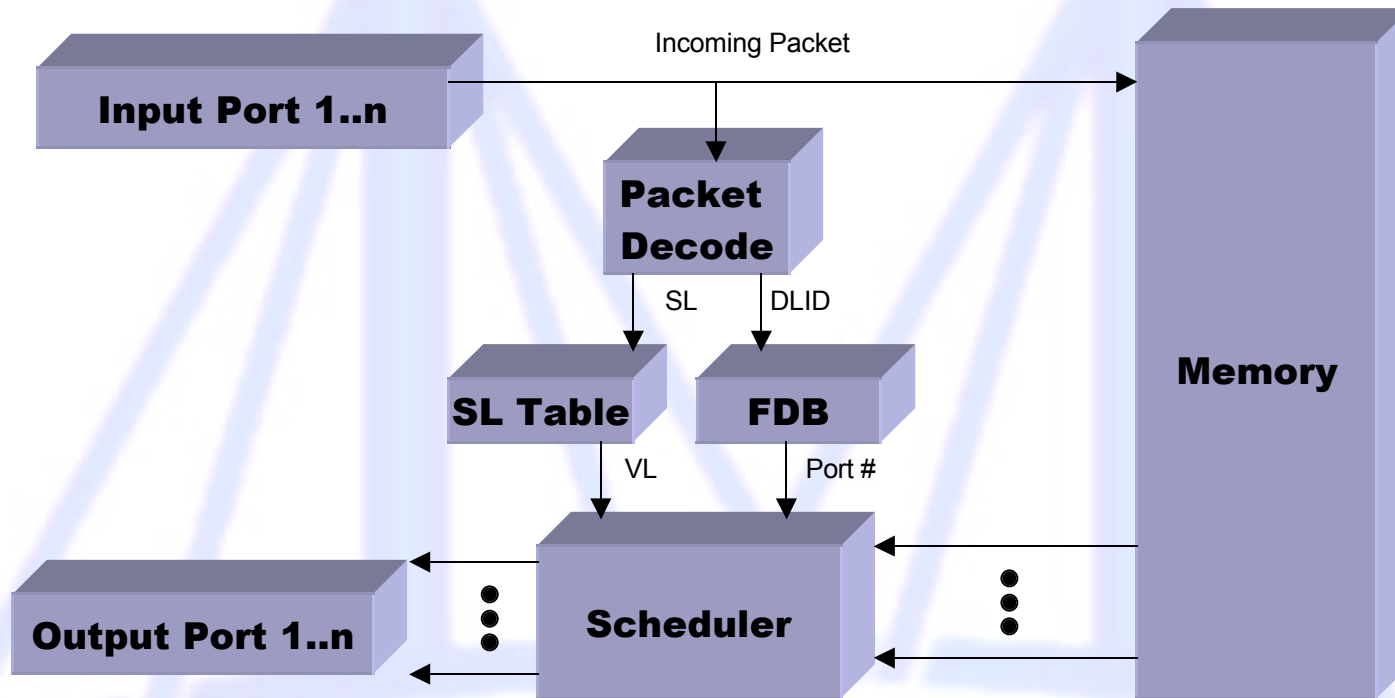 Incoming Packet
Input Port 1..n
Packet
Decode
SL
DLID
Memory
SL Table
FDB
VL
Port #
Scheduler
Output Port 1..n